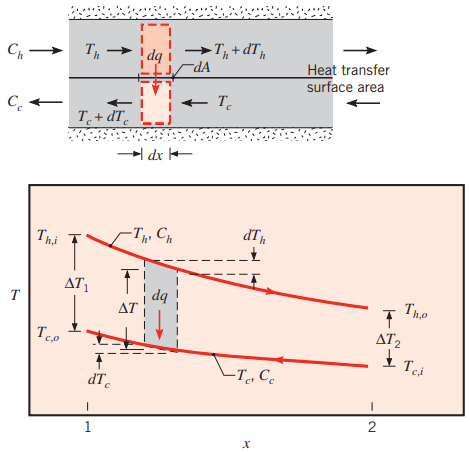 C_h T_h dq T_h + dT_h
dA
Heat transfer
surface area
C_c T_c + dT_c T_c
dx
T_h,i T_h, C_h dT_h
ΔT_1
T ΔT dq T_h,o
T_c,o ΔT_2
dT_c T_c, C_c T_c,i
1 2
x